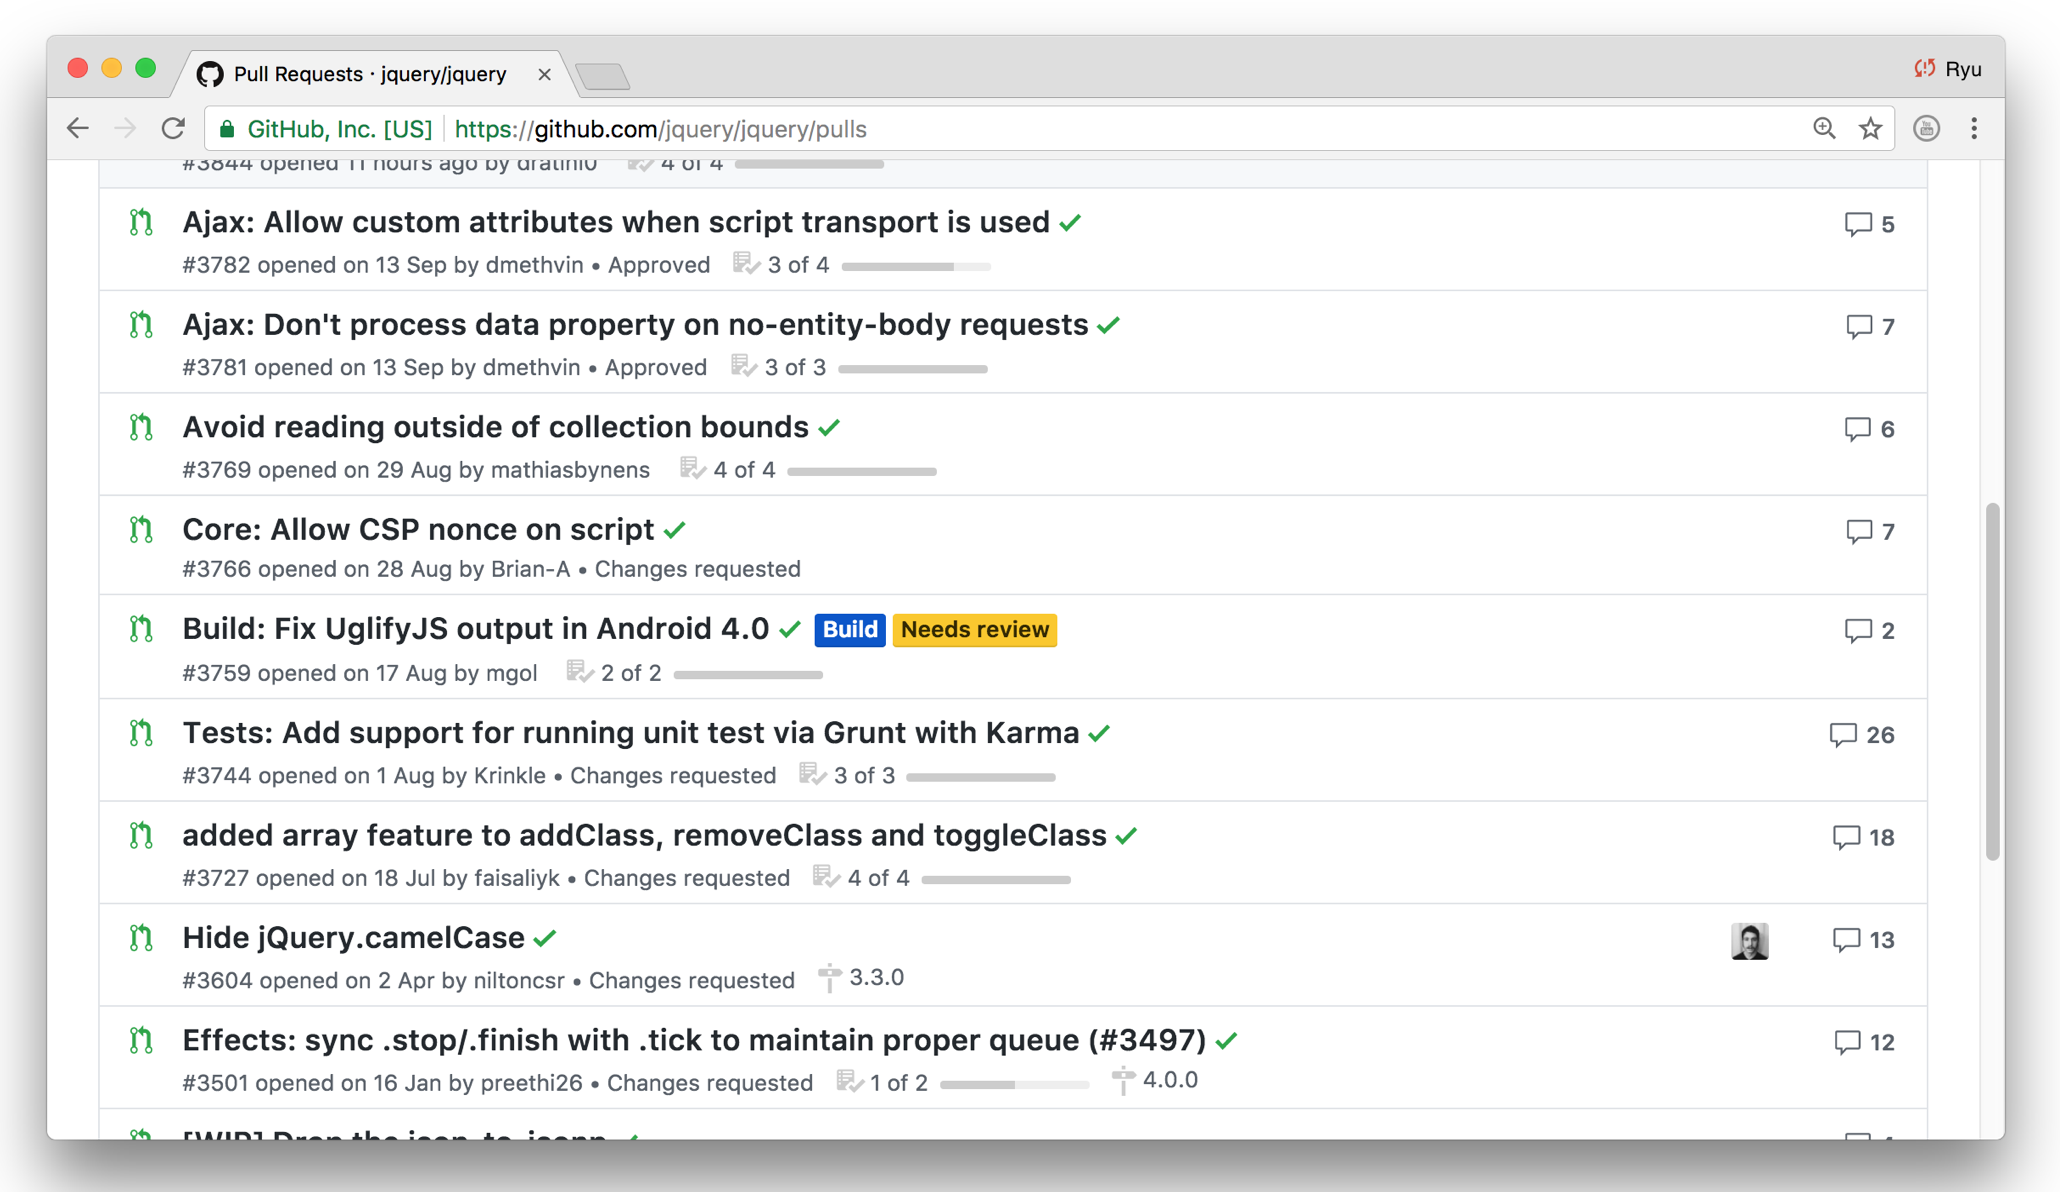 Pull Requests · jquery/jquery
Ryu
GitHub, Inc. [US] https://github.com/jquery/jquery/pulls
#3844 opened 11 hours ago by dratini0 4 of 4
Ajax: Allow custom attributes when script transport is used 5
#3782 opened on 13 Sep by dmethvin • Approved 3 of 4
Ajax: Don't process data property on no-entity-body requests 7
#3781 opened on 13 Sep by dmethvin • Approved 3 of 3
Avoid reading outside of collection bounds 6
#3769 opened on 29 Aug by mathiasbynens 4 of 4
Core: Allow CSP nonce on script 7
#3766 opened on 28 Aug by Brian-A • Changes requested
Build: Fix UglifyJS output in Android 4.0 Build Needs review 2
#3759 opened on 17 Aug by mgol 2 of 2
Tests: Add support for running unit test via Grunt with Karma 26
#3744 opened on 1 Aug by Krinkle • Changes requested 3 of 3
added array feature to addClass, removeClass and toggleClass 18
#3727 opened on 18 Jul by faisaliyk • Changes requested 4 of 4
Hide jQuery.camelCase 13
#3604 opened on 2 Apr by niltoncsr • Changes requested 3.3.0
Effects: sync .stop/.finish with .tick to maintain proper queue (#3497) 12
#3501 opened on 16 Jan by preethi26 • Changes requested 1 of 2 4.0.0
[WIP] Drop the json-to-jsonp